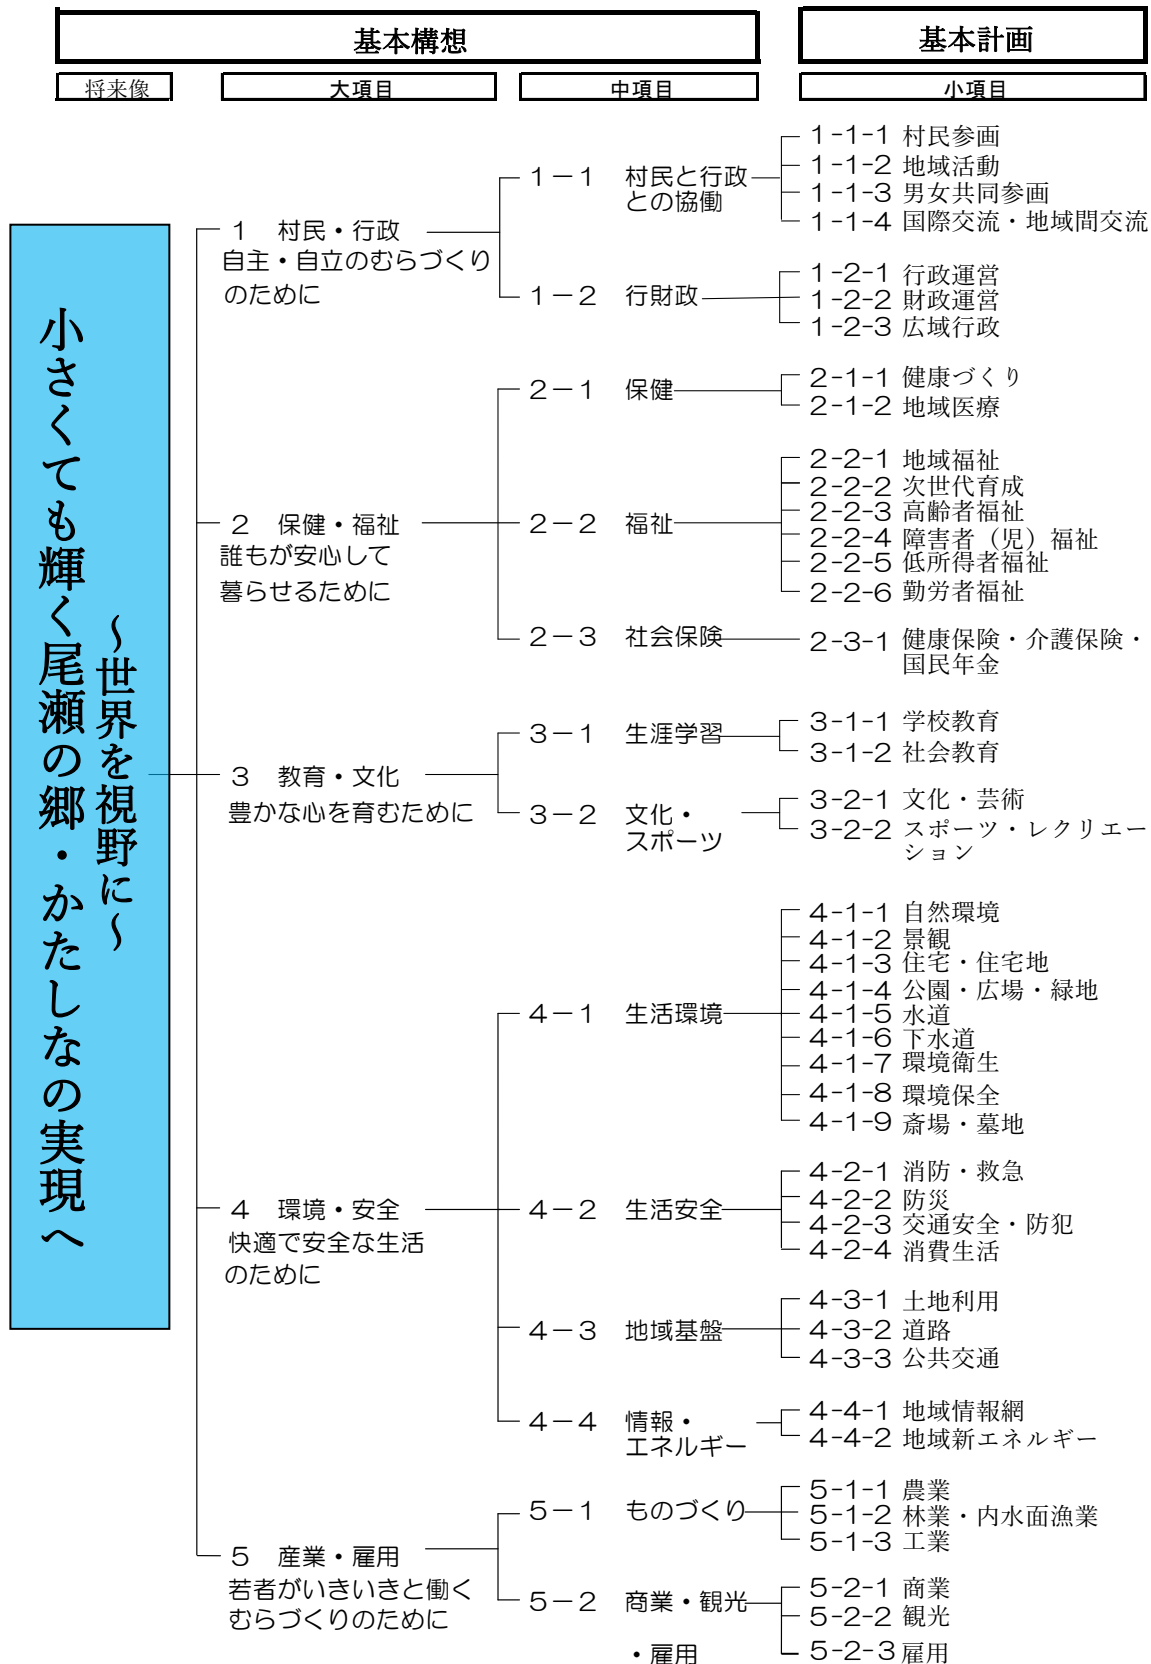 基本構想
基本計画
将来像
大項目
中項目
小項目
小さくても輝く尾瀬の郷・かたしなの実現へ
～世界を視野に～
1 村民・行政
自主・自立のむらづくり
のために
1－1 村民と行政
との協働
1-1-1 村民参画
1-1-2 地域活動
1-1-3 男女共同参画
1-1-4 国際交流・地域間交流
1－2 行財政
1-2-1 行政運営
1-2-2 財政運営
1-2-3 広域行政
2 保健・福祉
誰もが安心して
暮らせるために
2－1 保健
2-1-1 健康づくり
2-1-2 地域医療
2－2 福祉
2-2-1 地域福祉
2-2-2 次世代育成
2-2-3 高齢者福祉
2-2-4 障害者（児）福祉
2-2-5 低所得者福祉
2-2-6 勤労者福祉
2－3 社会保険
2-3-1 健康保険・介護保険・
国民年金
3 教育・文化
豊かな心を育むために
3－1 生涯学習
3-1-1 学校教育
3-1-2 社会教育
3－2 文化・
スポーツ
3-2-1 文化・芸術
3-2-2 スポーツ・レクリエー
ション
4 環境・安全
快適で安全な生活
のために
4－1 生活環境
4-1-1 自然環境
4-1-2 景観
4-1-3 住宅・住宅地
4-1-4 公園・広場・緑地
4-1-5 水道
4-1-6 下水道
4-1-7 環境衛生
4-1-8 環境保全
4-1-9 斎場・墓地
4－2 生活安全
4-2-1 消防・救急
4-2-2 防災
4-2-3 交通安全・防犯
4-2-4 消費生活
4－3 地域基盤
4-3-1 土地利用
4-3-2 道路
4-3-3 公共交通
4－4 情報・
エネルギー
4-4-1 地域情報網
4-4-2 地域新エネルギー
5 産業・雇用
若者がいきいきと働く
むらづくりのために
5－1 ものづくり
5-1-1 農業
5-1-2 林業・内水面漁業
5-1-3 工業
5－2 商業・観光
・雇用
5-2-1 商業
5-2-2 観光
5-2-3 雇用